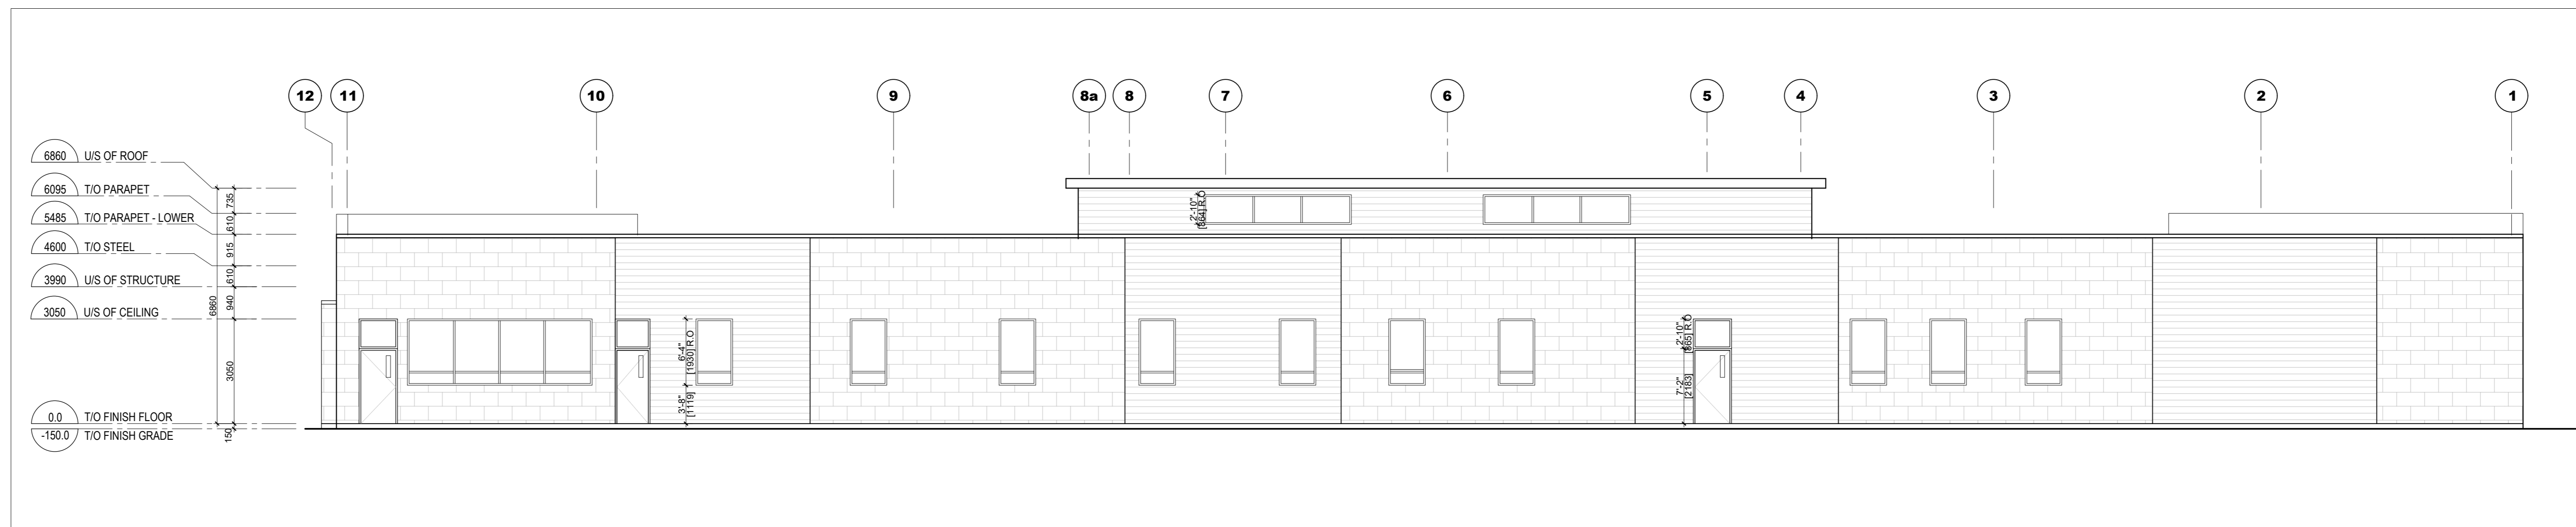 12
11
10
9
8a
8
7
6
5
4
3
2
1
6860 U/S OF ROOF
6095 T/O PARAPET
5485 T/O PARAPET - LOWER
4600 T/O STEEL
3990 U/S OF STRUCTURE
3050 U/S OF CEILING
0.0 T/O FINISH FLOOR
-150.0 T/O FINISH GRADE
6860
735
610
915
610
940
3050
150
6'-4"
[1930] R.O
3'-8"
[1119]
2'-10"
[864] R.O
2'-10"
[865] R.O
7'-2"
[2183]